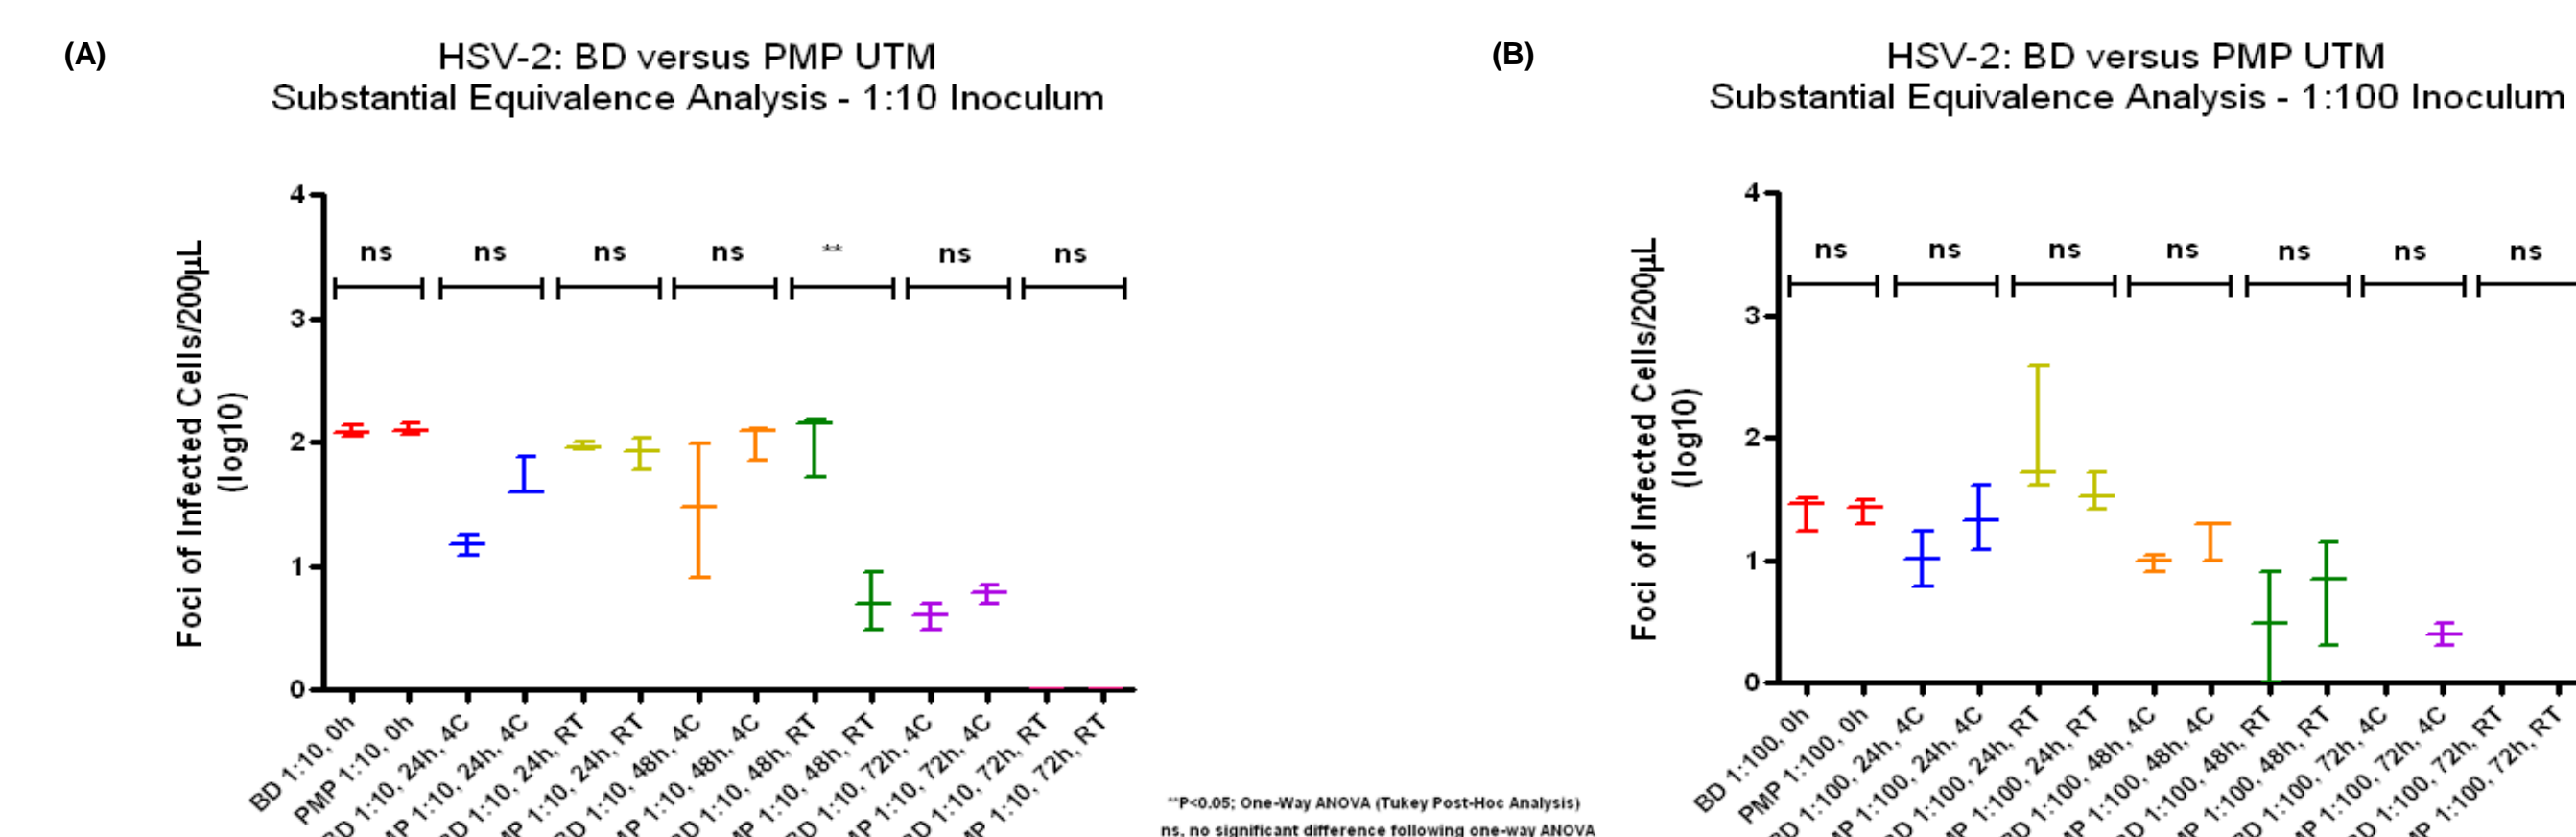 (A)
HSV-2: BD versus PMP UTM
Substantial Equivalence Analysis - 1:10 Inoculum
Foci of Infected Cells/200µL
(log10)
4
3
2
1
0
ns
ns
ns
ns
**
ns
ns
BD 1:10, 0h
PMP 1:10, 0h
BD 1:10, 24h, 4C
MP 1:10, 24h, 4C
D 1:10, 24h, RT
MP 1:10, 24h, RT
D 1:10, 48h, 4C
MP 1:10, 48h, 4C
D 1:10, 48h, RT
MP 1:10, 48h, RT
D 1:10, 72h, 4C
MP 1:10, 72h, 4C
D 1:10, 72h, RT
MP 1:10, 72h, RT
**P<0.05; One-Way ANOVA (Tukey Post-Hoc Analysis)
ns, no significant difference following one-way ANOVA
(B)
HSV-2: BD versus PMP UTM
Substantial Equivalence Analysis - 1:100 Inoculum
Foci of Infected Cells/200µL
(log10)
4
3
2
1
0
ns
ns
ns
ns
ns
ns
ns
BD 1:100, 0h
PMP 1:100, 0h
D 1:100, 24h, 4C
P 1:100, 24h, 4C
1:100, 24h, RT
P 1:100, 24h, RT
1:100, 48h, 4C
P 1:100, 48h, 4C
1:100, 48h, RT
P 1:100, 48h, RT
1:100, 72h, 4C
P 1:100, 72h, 4C
1:100, 72h, RT
P 1:100, 72h, RT